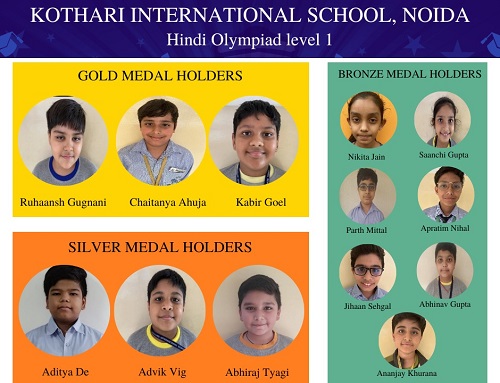 KOTHARI INTERNATIONAL SCHOOL, NOIDA
Hindi Olympiad level 1
GOLD MEDAL HOLDERS
Ruhaansh Gugnani
Chaitanya Ahuja
Kabir Goel
SILVER MEDAL HOLDERS
Aditya De
Advik Vig
Abhiraj Tyagi
BRONZE MEDAL HOLDERS
Nikita Jain
Saanchi Gupta
Parth Mittal
Apratim Nihal
Jihaan Sehgal
Abhinav Gupta
Ananjay Khurana